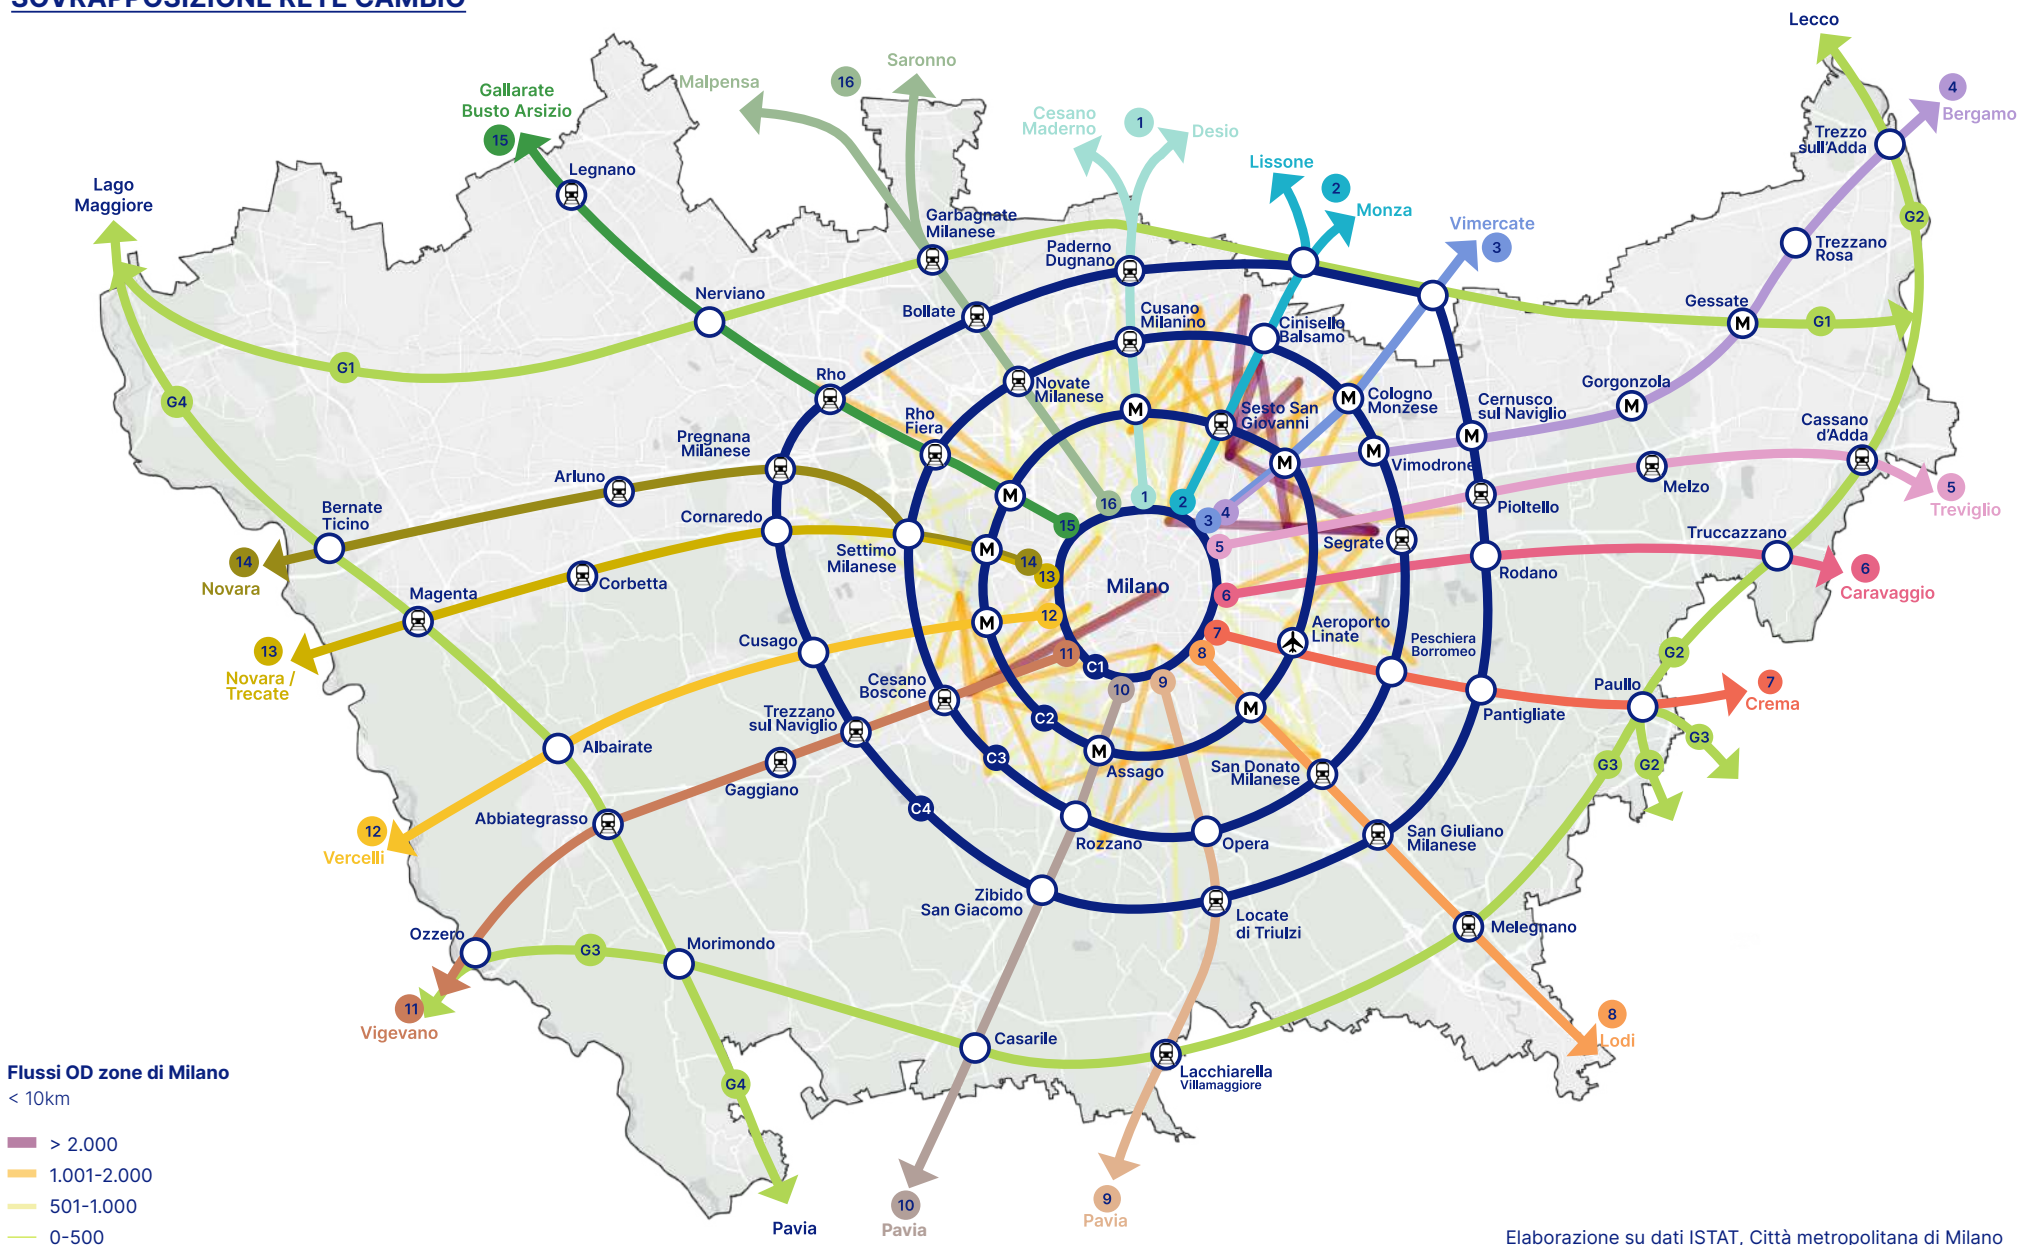 SOVRAPPOSIZIONE RETE CAMBIO
Lecco
4
Bergamo
Trezzo
sull'Adda
G2
Trezzano
Rosa
Gessate
M
G1
Saronno
16
Malpensa
Gallarate
Busto Arsizio
15
Legnano
Cesano
Maderno
1
Desio
Lissone
2
Monza
Vimercate
3
Lago
Maggiore
Garbagnate
Milanese
Paderno
Dugnano
Nerviano
Bollate
Cusano
Milanino
Cinisello
Balsamo
G1
G4
Rho
Novate
Milanese
M
Cologno
Monzese
Gorgonzola
M
Cernusco
sul Naviglio
M
Cassano
d'Adda
Rho
Fiera
M
Sesto San
Giovanni
M
M
Vimodrone
Pregnana
Milanese
Arluno
Melzo
5
Treviglio
Pioltello
M
16
1
2
3
4
15
5
Bernate
Ticino
Cornaredo
Settimo
Milanese
M
14
13
Segrate
Truccazzano
Rodano
6
Caravaggio
14
Novara
Corbetta
Magenta
Milano
6
12
M
7
8
Aeroporto
Linate
Peschiera
Borromeo
13
Novara /
Trecate
Cusago
11
C1
10
9
G2
Paullo
7
Crema
Cesano
Boscone
Trezzano
sul Naviglio
C2
M
Pantigliate
G3
Albairate
Gaggiano
C3
M
Assago
San Donato
Milanese
G3
G2
Abbiategrasso
C4
12
Vercelli
Rozzano
Opera
San Giuliano
Milanese
Zibido
San Giacomo
Locate
di Triulzi
Melegnano
Ozzero
G3
Morimondo
11
Vigevano
Casarile
8
Lodi
Lacchiarella
Villamaggiore
G4
Pavia
10
Pavia
9
Pavia
Flussi OD zone di Milano
< 10km
> 2.000
1.001-2.000
501-1.000
0-500
Elaborazione su dati ISTAT, Città metropolitana di Milano